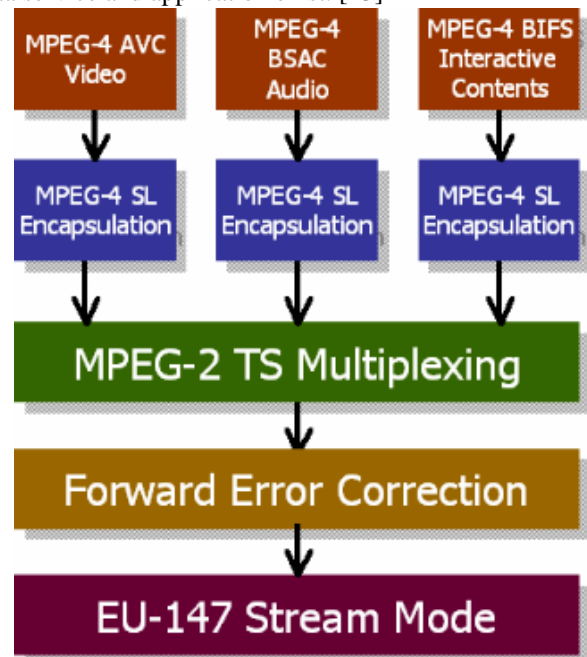 MPEG-4 AVC
Video
MPEG-4
BSAC
Audio
MPEG-4 BIFS
Interactive
Contents
MPEG-4 SL
Encapsulation
MPEG-4 SL
Encapsulation
MPEG-4 SL
Encapsulation
MPEG-2 TS Multiplexing
Forward Error Correction
EU-147 Stream Mode